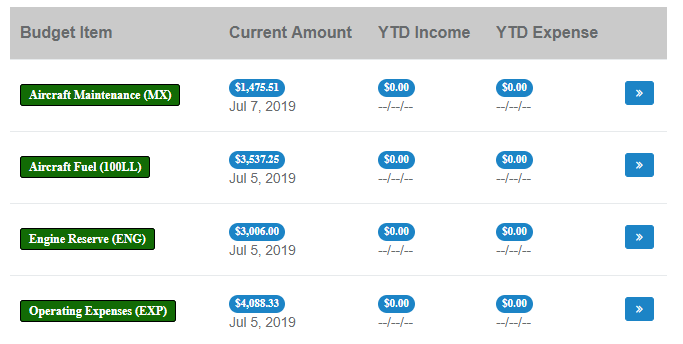 Budget Item Current Amount YTD Income YTD Expense
Aircraft Maintenance (MX) $1,475.51 $0.00 $0.00 »
Jul 7, 2019 --/--/-- --/--/--
Aircraft Fuel (100LL) $3,537.25 $0.00 $0.00 »
Jul 5, 2019 --/--/-- --/--/--
Engine Reserve (ENG) $3,006.00 $0.00 $0.00 »
Jul 5, 2019 --/--/-- --/--/--
Operating Expenses (EXP) $4,088.33 $0.00 $0.00 »
Jul 5, 2019 --/--/-- --/--/--